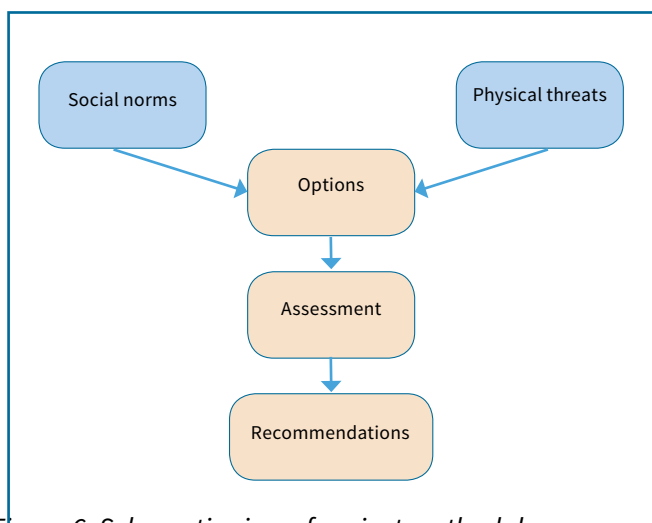 Social norms
Physical threats
Options
Assessment
Recommendations